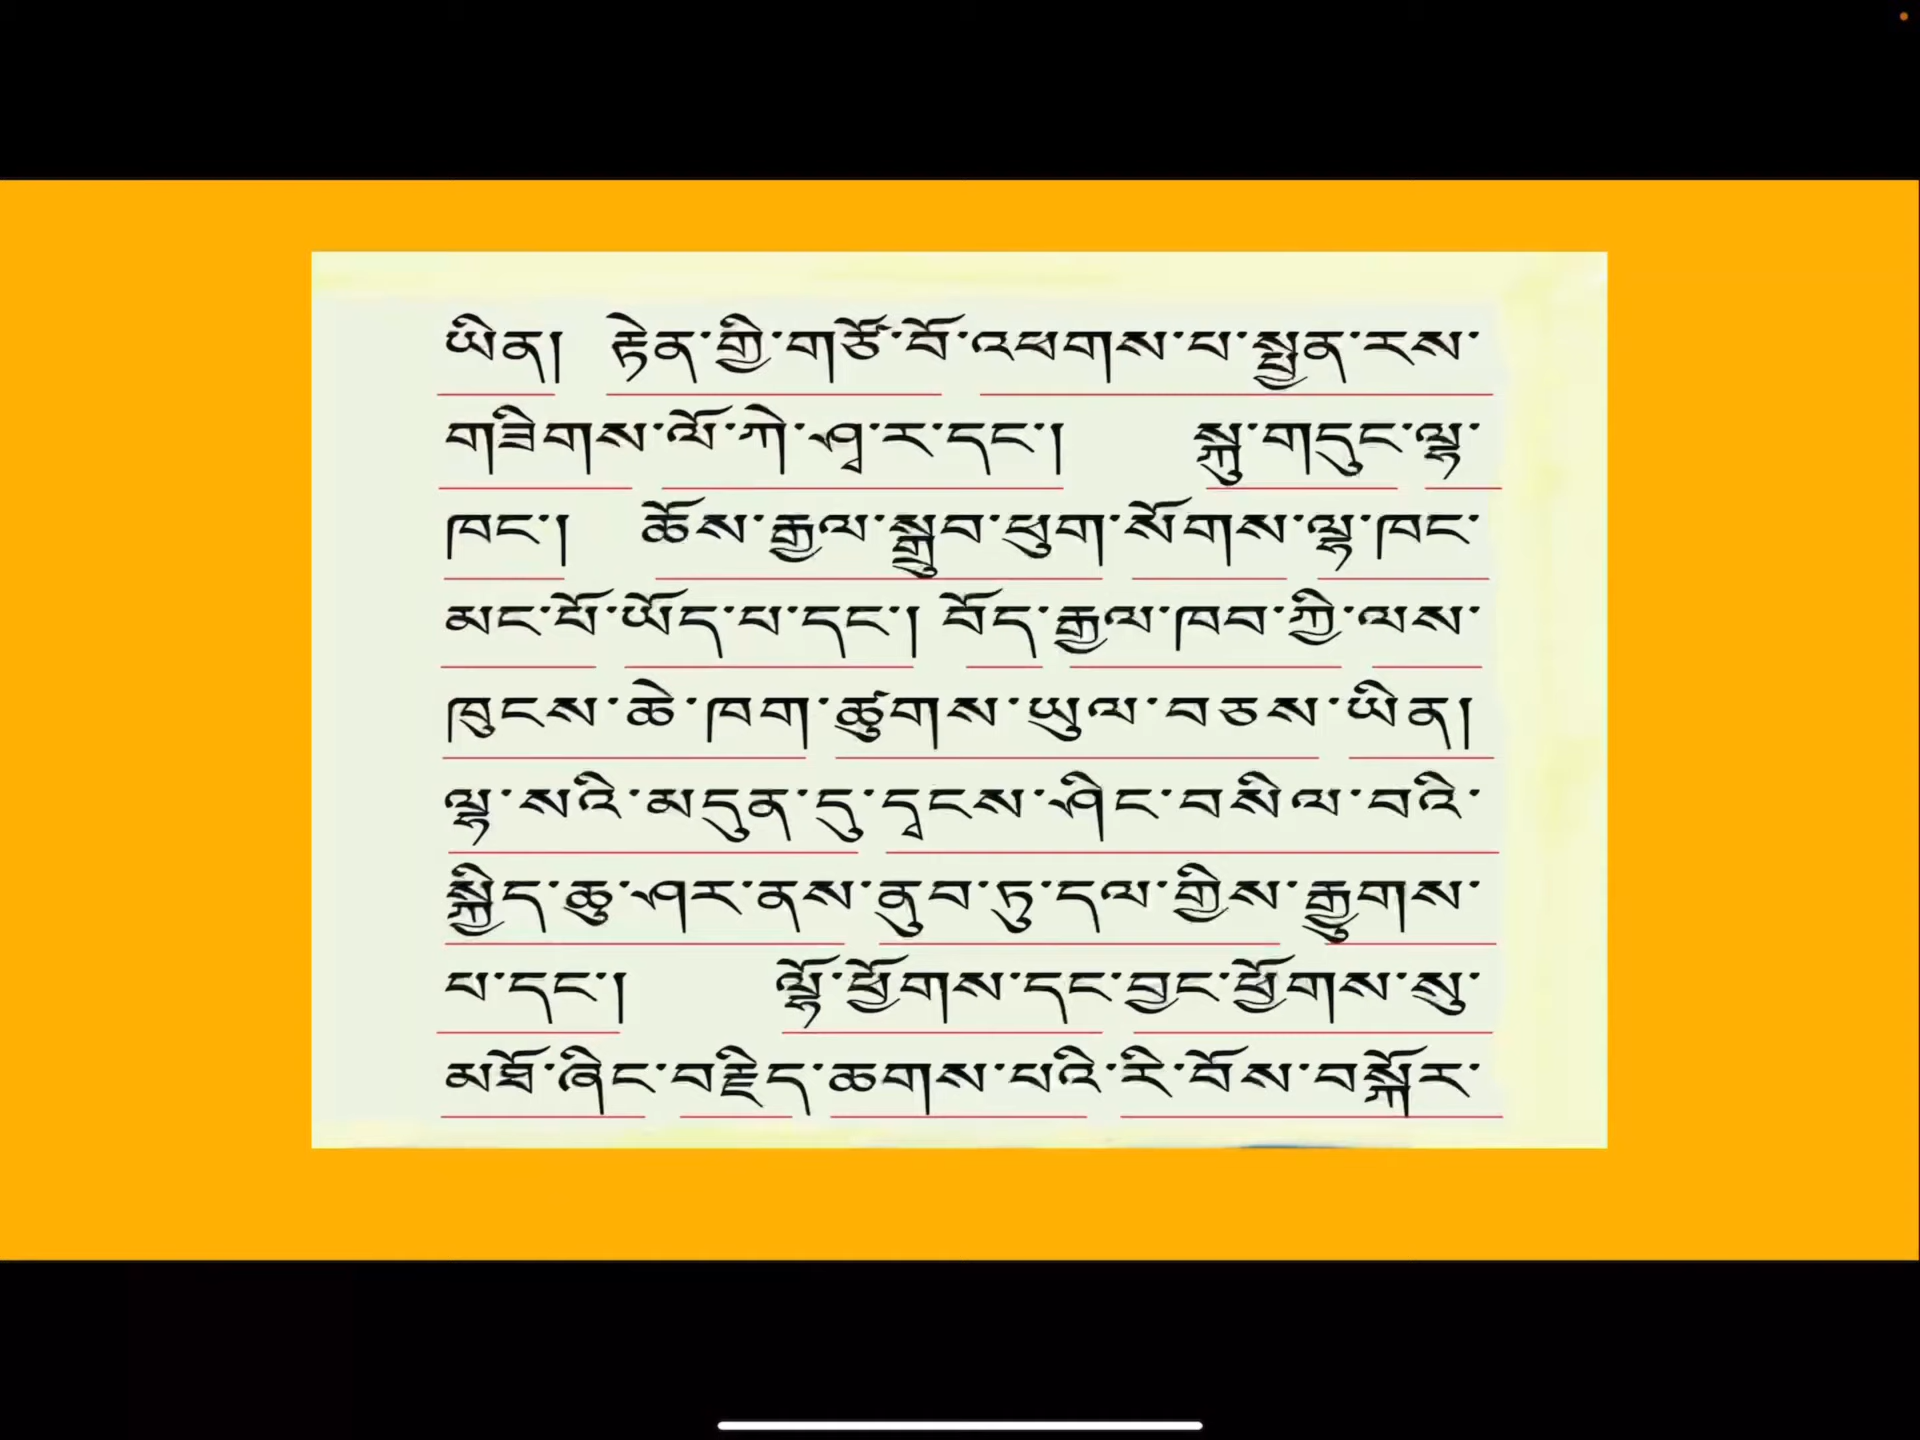 ཡིན། རྟེན་གྱི་གཙོ་བོ་འཕགས་པ་སྤྱན་རས་
གཟིགས་ལོ་ཀེ་ཤྭ་ར་དང་། སྐུ་གདུང་ལྷ་
ཁང་། ཆོས་རྒྱལ་སྒྲུབ་ཕུག་སོགས་ལྷ་ཁང་
མང་པོ་ཡོད་པ་དང་། བོད་རྒྱལ་ཁབ་ཀྱི་ལས་
ཁུངས་ཆེ་ཁག་ཚུགས་ཡུལ་བཅས་ཡིན།
ལྷ་སའི་མདུན་དུ་དྭངས་ཤིང་བསིལ་བའི་
སྐྱིད་ཆུ་ཤར་ནས་ནུབ་ཏུ་དལ་གྱིས་རྒྱུགས་
པ་དང་། ལྷོ་ཕྱོགས་དང་བྱང་ཕྱོགས་སུ་
མཐོ་ཞིང་བརྗིད་ཆགས་པའི་རི་བོས་བསྐོར་